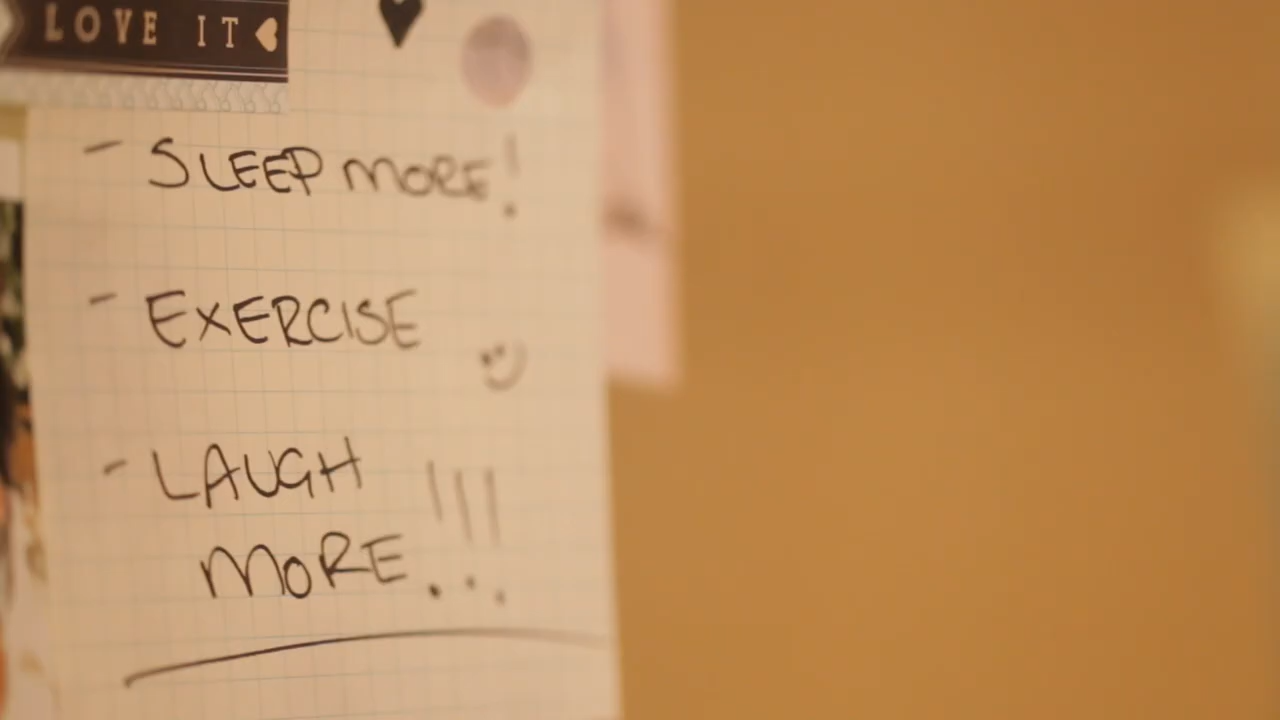 LOVE IT
- SLEEP MORE!
- EXERCISE
- LAUGH
MORE!!!